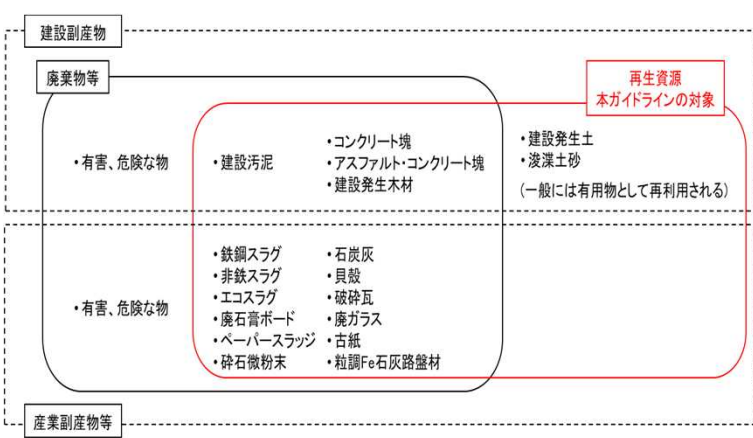 建設副産物
廃棄物等
再生資源
本ガイドラインの対象
・有害、危険な物
・建設汚泥
・コンクリート塊
・アスファルト・コンクリート塊
・建設発生木材
・建設発生土
・浚渫土砂
(一般には有用物として再利用される)
・有害、危険な物
・鉄鋼スラグ
・非鉄スラグ
・エコスラグ
・廃石膏ボード
・ペーパースラッジ
・砕石微粉末
・石炭灰
・貝殻
・破砕瓦
・廃ガラス
・古紙
・粒調Fe石灰路盤材
産業副産物等